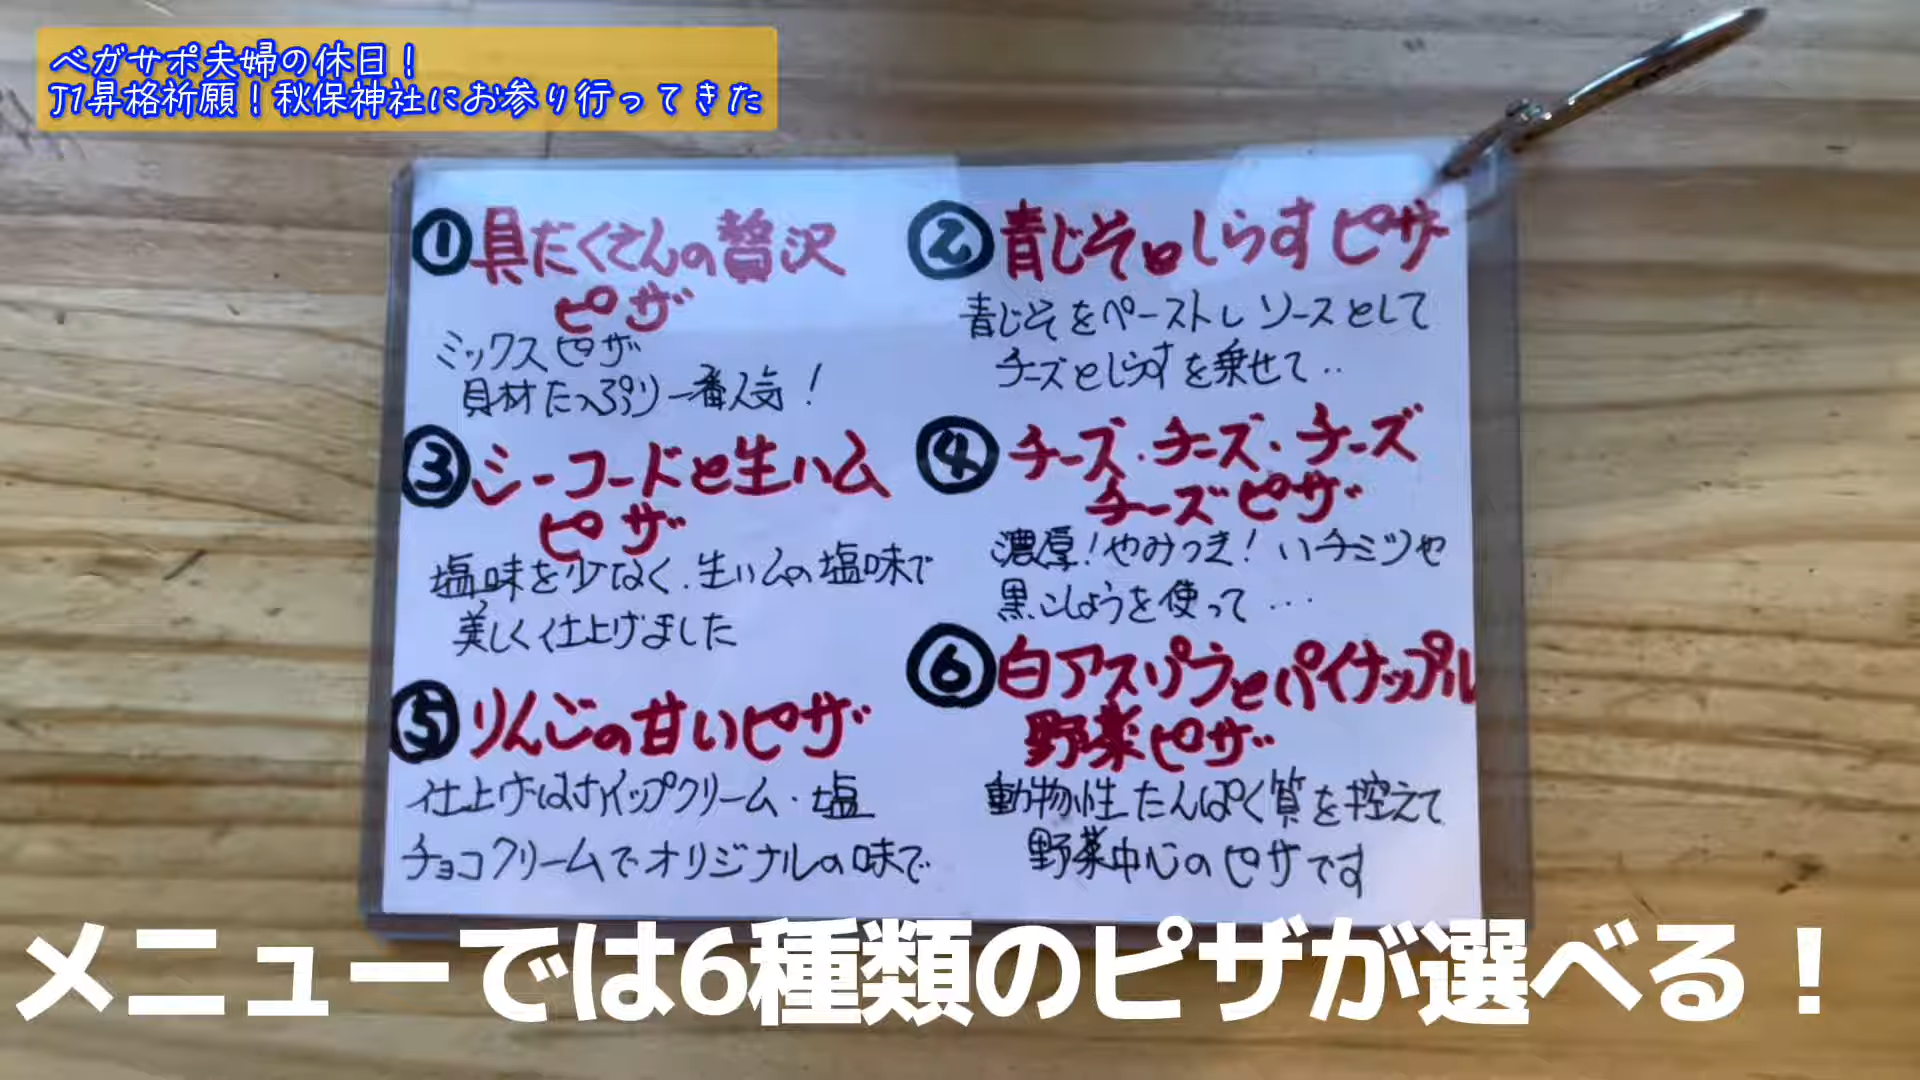 ベガサポ夫婦の休日！
J1昇格祈願！秋保神社にお参り行ってきた
①具だくさんの贅沢
ピザ
ミックスピザ
具材たっぷり一番人気！
②青じそとしらすピザ
青じそをペーストしソースとして
チーズとしらすを乗せて‥
③シーフードと生ハム
ピザ
塩味を少なく、生ハムの塩味で
美しく仕上げました
④チーズ・チーズ・チーズ
チーズピザ
濃厚！やみつき！ハチミツや
黒こしょうを使って…
⑤りんごの甘いピザ
仕上げはホイップクリーム・塩
チョコクリームでオリジナルの味で
⑥白アスパラとパイナップル
野菜ピザ
動物性たんぱく質を控えて
野菜中心のピザです
メニューでは6種類のピザが選べる！